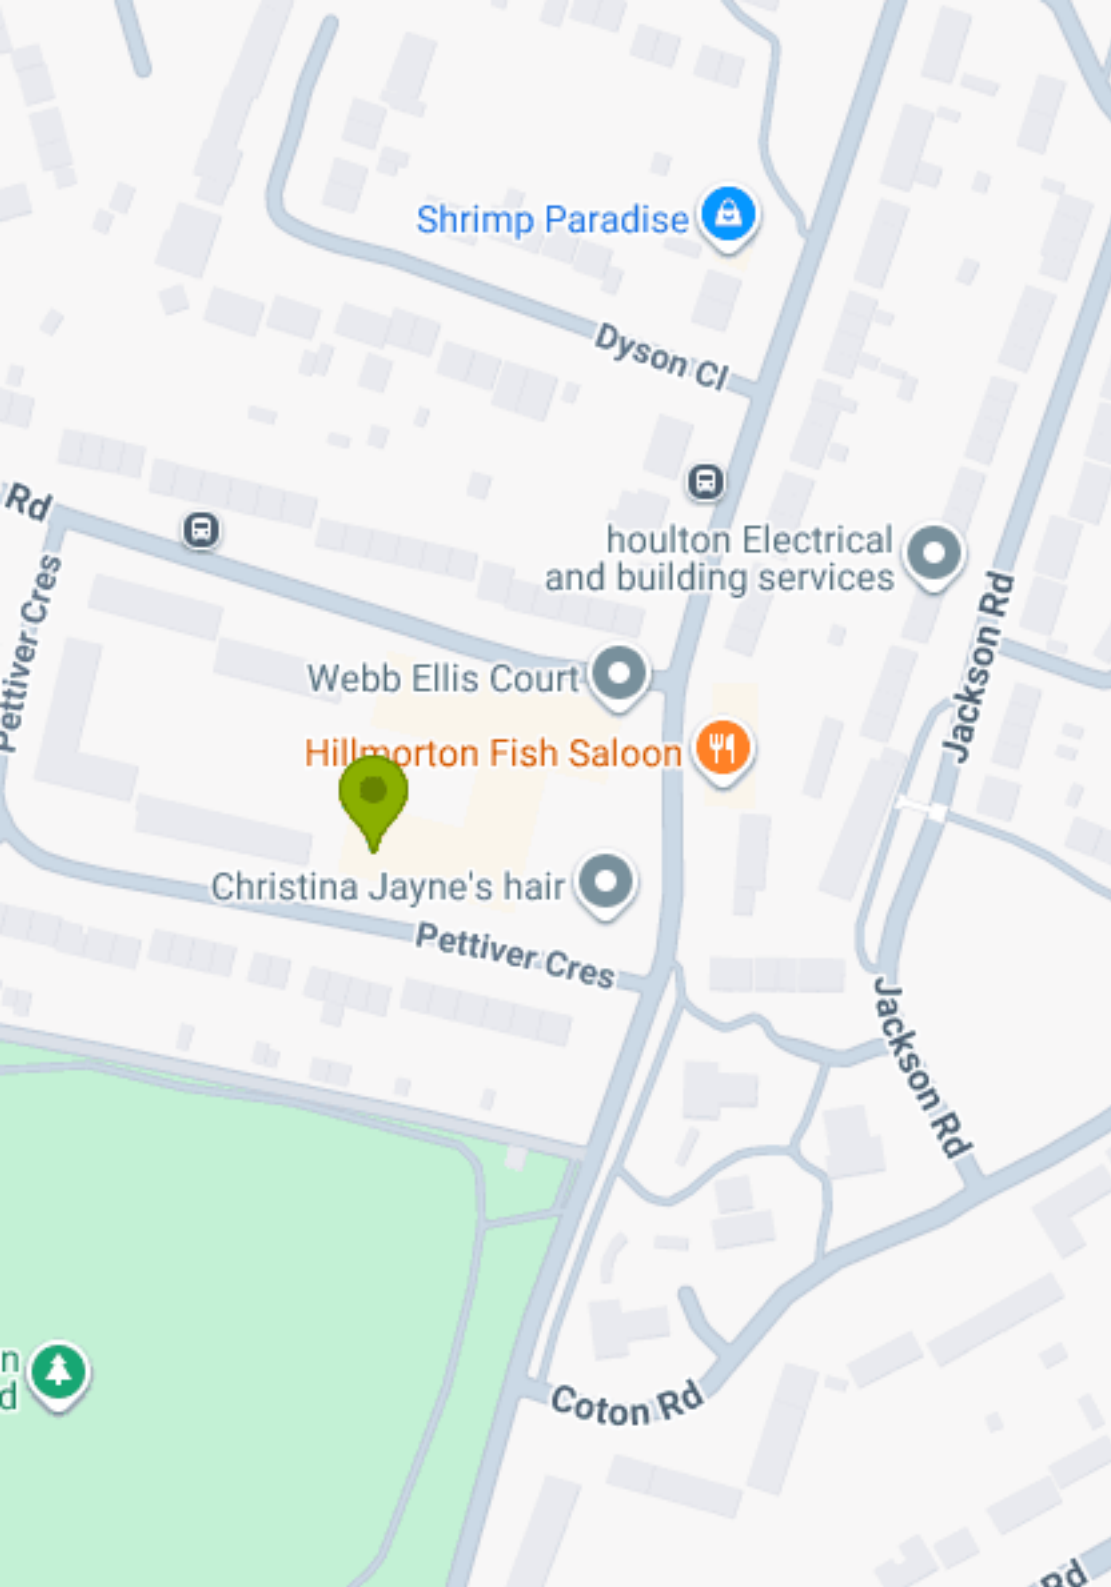 Shrimp Paradise
Dyson Cl
Rd
houlton Electrical
and building services
Pettiver Cres
Jackson Rd
Webb Ellis Court
Hillmorton Fish Saloon
Christina Jayne's hair
Pettiver Cres
Jackson Rd
n
d
Coton Rd
Rd